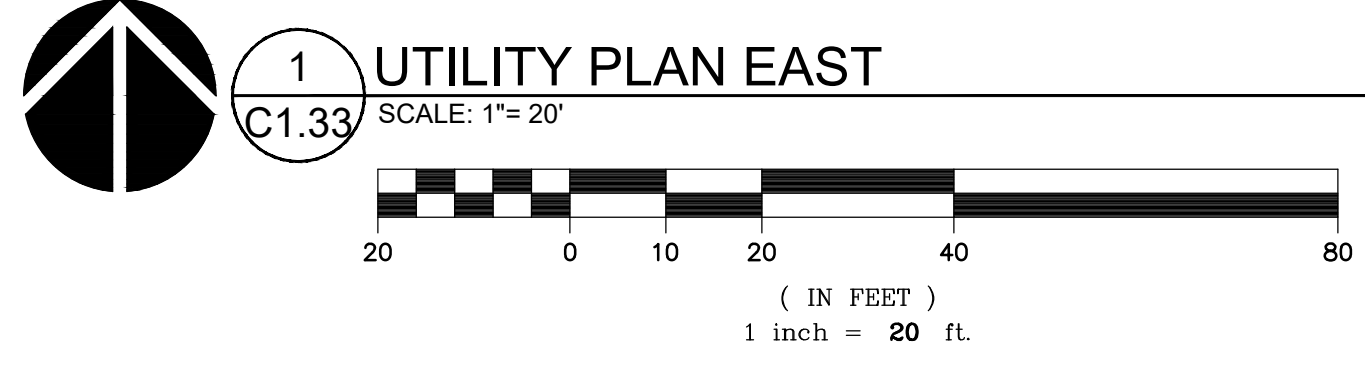 1 UTILITY PLAN EAST
C1.33 SCALE: 1"= 20'
20 0 10 20 40 80
( IN FEET )
1 inch = 20 ft.